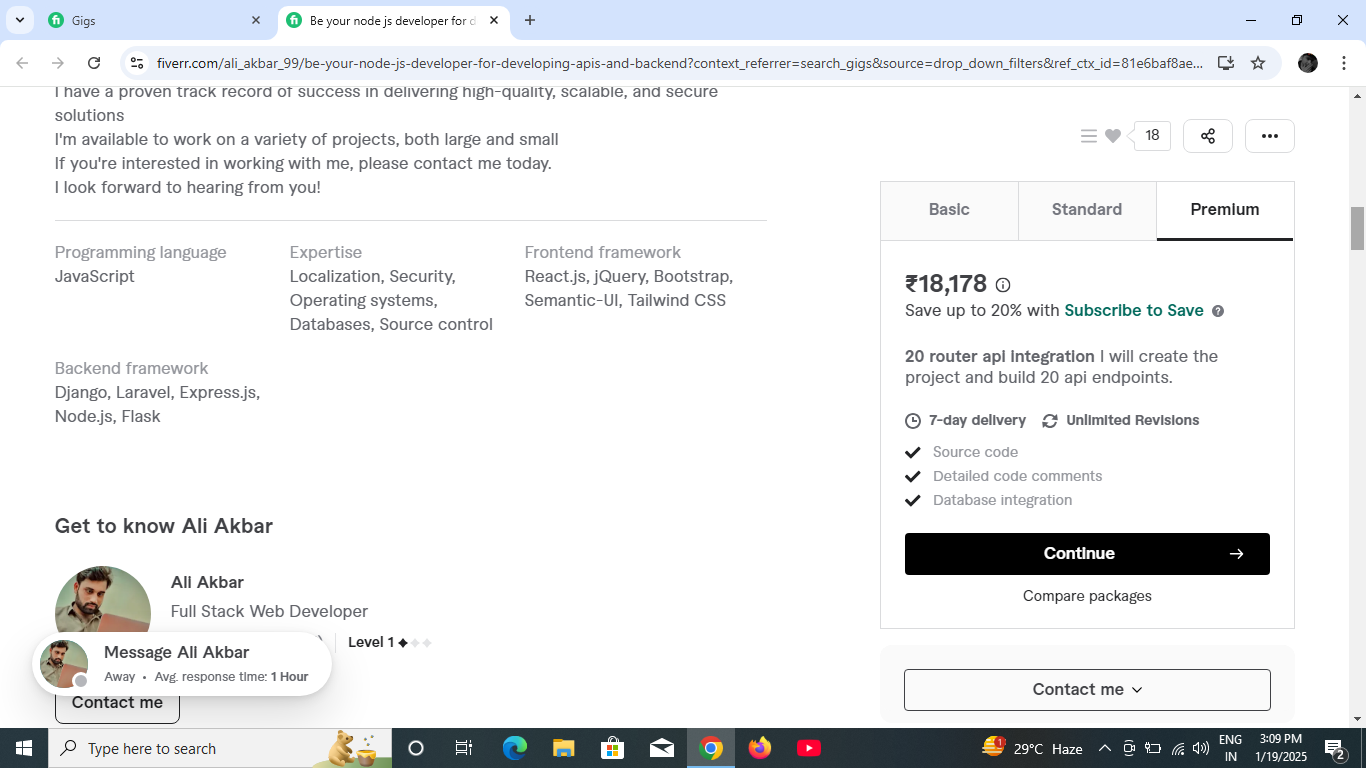 Gigs
Be your node js developer for d
fiverr.com/ali_akbar_99/be-your-node-js-developer-for-developing-apis-and-backend?context_referrer=search_gigs&source=drop_down_filters&ref_ctx_id=81e6baf8ae...
I have a proven track record of success in delivering high-quality, scalable, and secure
solutions
I'm available to work on a variety of projects, both large and small
If you're interested in working with me, please contact me today.
I look forward to hearing from you!
18
Programming language
JavaScript
Expertise
Localization, Security,
Operating systems,
Databases, Source control
Frontend framework
React.js, jQuery, Bootstrap,
Semantic-UI, Tailwind CSS
Backend framework
Django, Laravel, Express.js,
Node.js, Flask
Get to know Ali Akbar
Ali Akbar
Full Stack Web Developer
Level 1
Message Ali Akbar
Away • Avg. response time: 1 Hour
Contact me
Basic
Standard
Premium
₹18,178
Save up to 20% with Subscribe to Save
20 router api integration I will create the
project and build 20 api endpoints.
7-day delivery
Unlimited Revisions
Source code
Detailed code comments
Database integration
Continue
Compare packages
Contact me
Type here to search
1
29°C Haze
ENG
IN
3:09 PM
1/19/2025
2